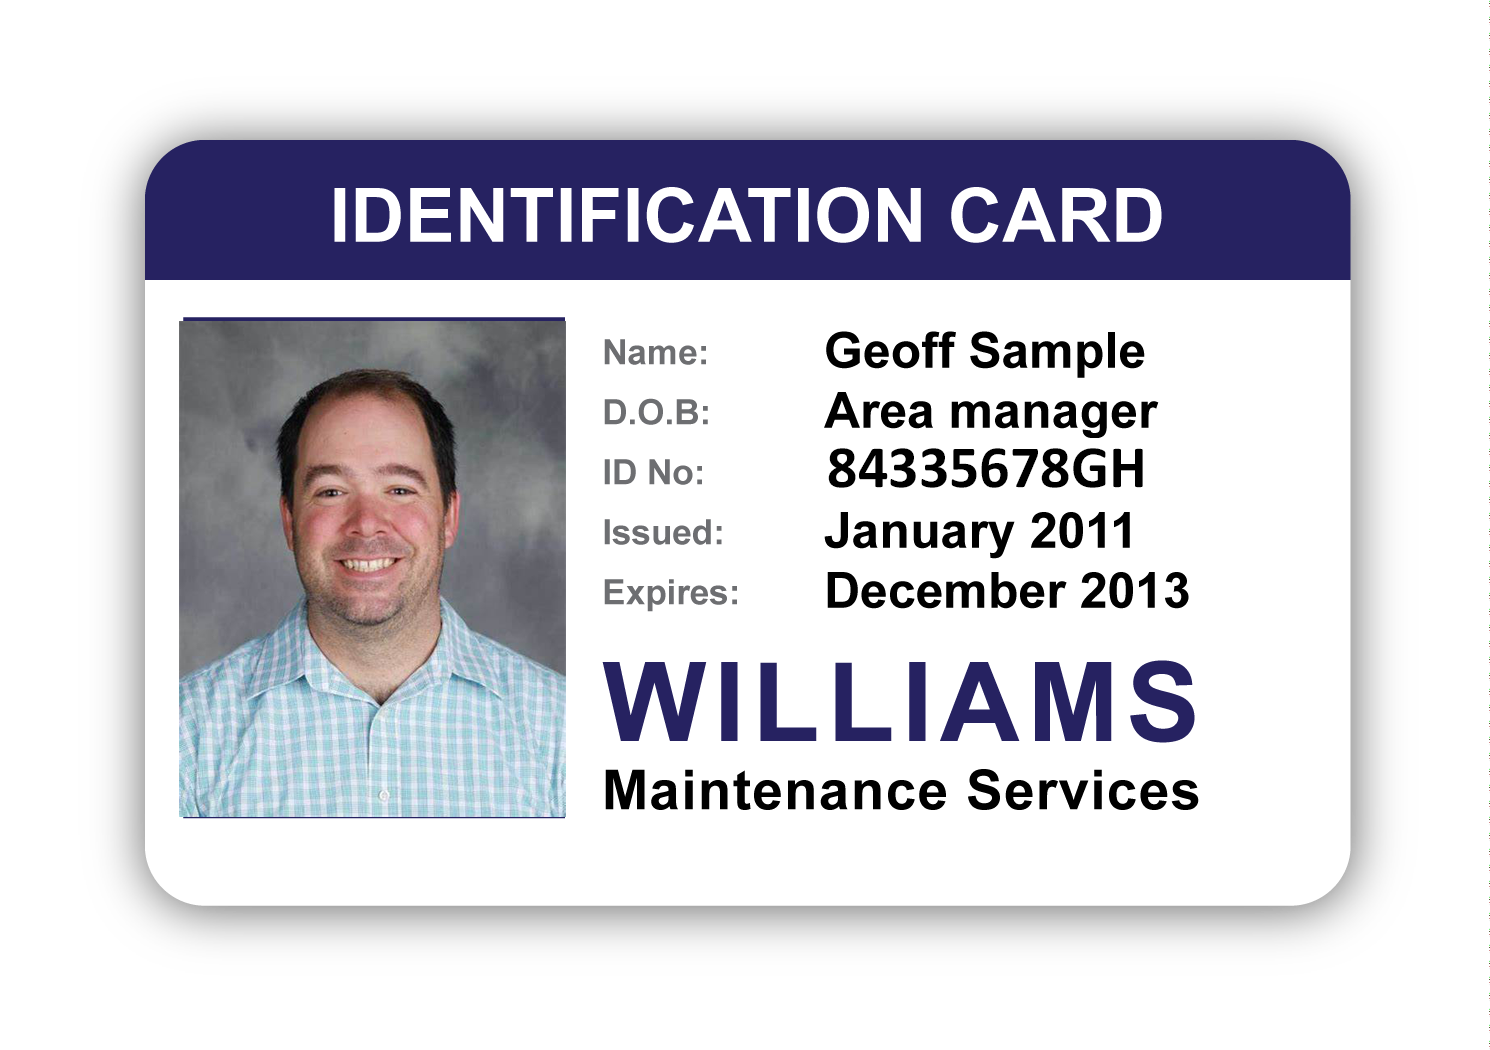 IDENTIFICATION CARD
Name: Geoff Sample
D.O.B: Area manager
ID No: 84335678GH
Issued: January 2011
Expires: December 2013
WILLIAMS
Maintenance Services